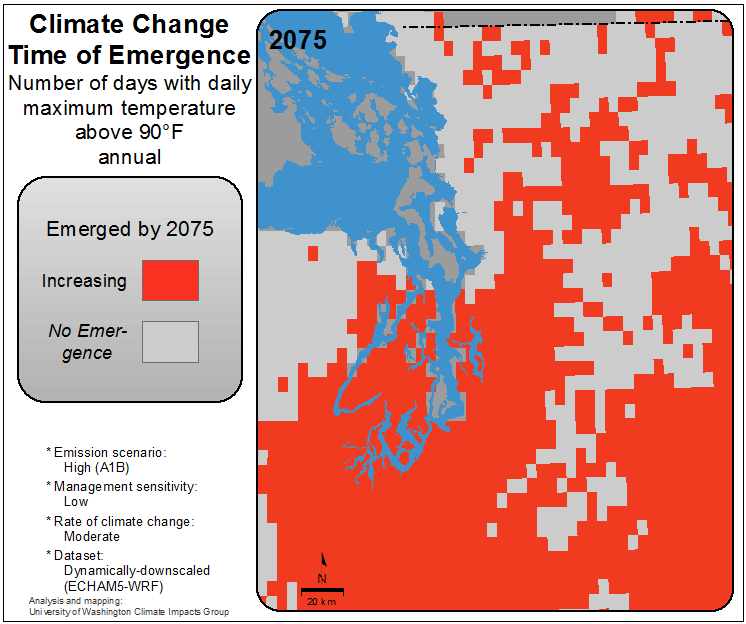 Climate Change
Time of Emergence
Number of days with daily
maximum temperature
above 90°F
annual
2075
Emerged by 2075
Increasing
No Emer-
gence
* Emission scenario:
High (A1B)
* Management sensitivity:
Low
* Rate of climate change:
Moderate
* Dataset:
Dynamically-downscaled
(ECHAM5-WRF)
Analysis and mapping:
University of Washington Climate Impacts Group
N
20 km